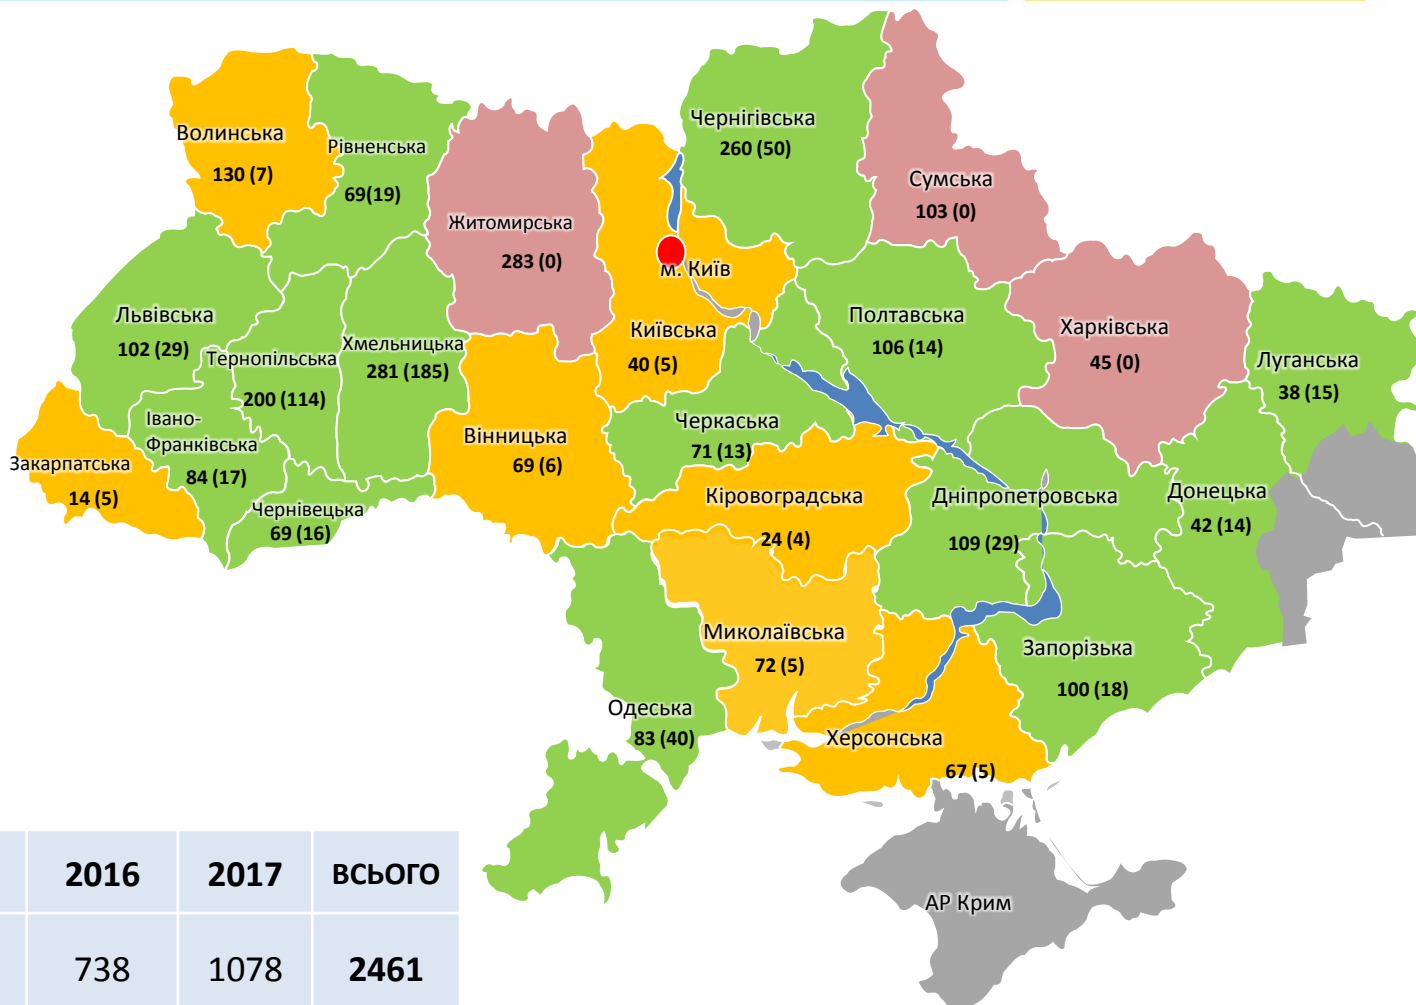 Чернігівська
260 (50)
Волинська
130 (7)
Рівненська
69(19)
Сумська
103 (0)
Житомирська
283 (0)
м. Київ
Львівська
102 (29)
Тернопільська
200 (114)
Хмельницька
281 (185)
Київська
40 (5)
Полтавська
106 (14)
Харківська
45 (0)
Луганська
38 (15)
Івано-
Франківська
84 (17)
Закарпатська
14 (5)
Чернівецька
69 (16)
Вінницька
69 (6)
Черкаська
71 (13)
Кіровоградська
24 (4)
Дніпропетровська
109 (29)
Донецька
42 (14)
Миколаївська
72 (5)
Запорізька
100 (18)
Одеська
83 (40)
Херсонська
67 (5)
АР Крим
2016 2017 ВСЬОГО
738 1078 2461